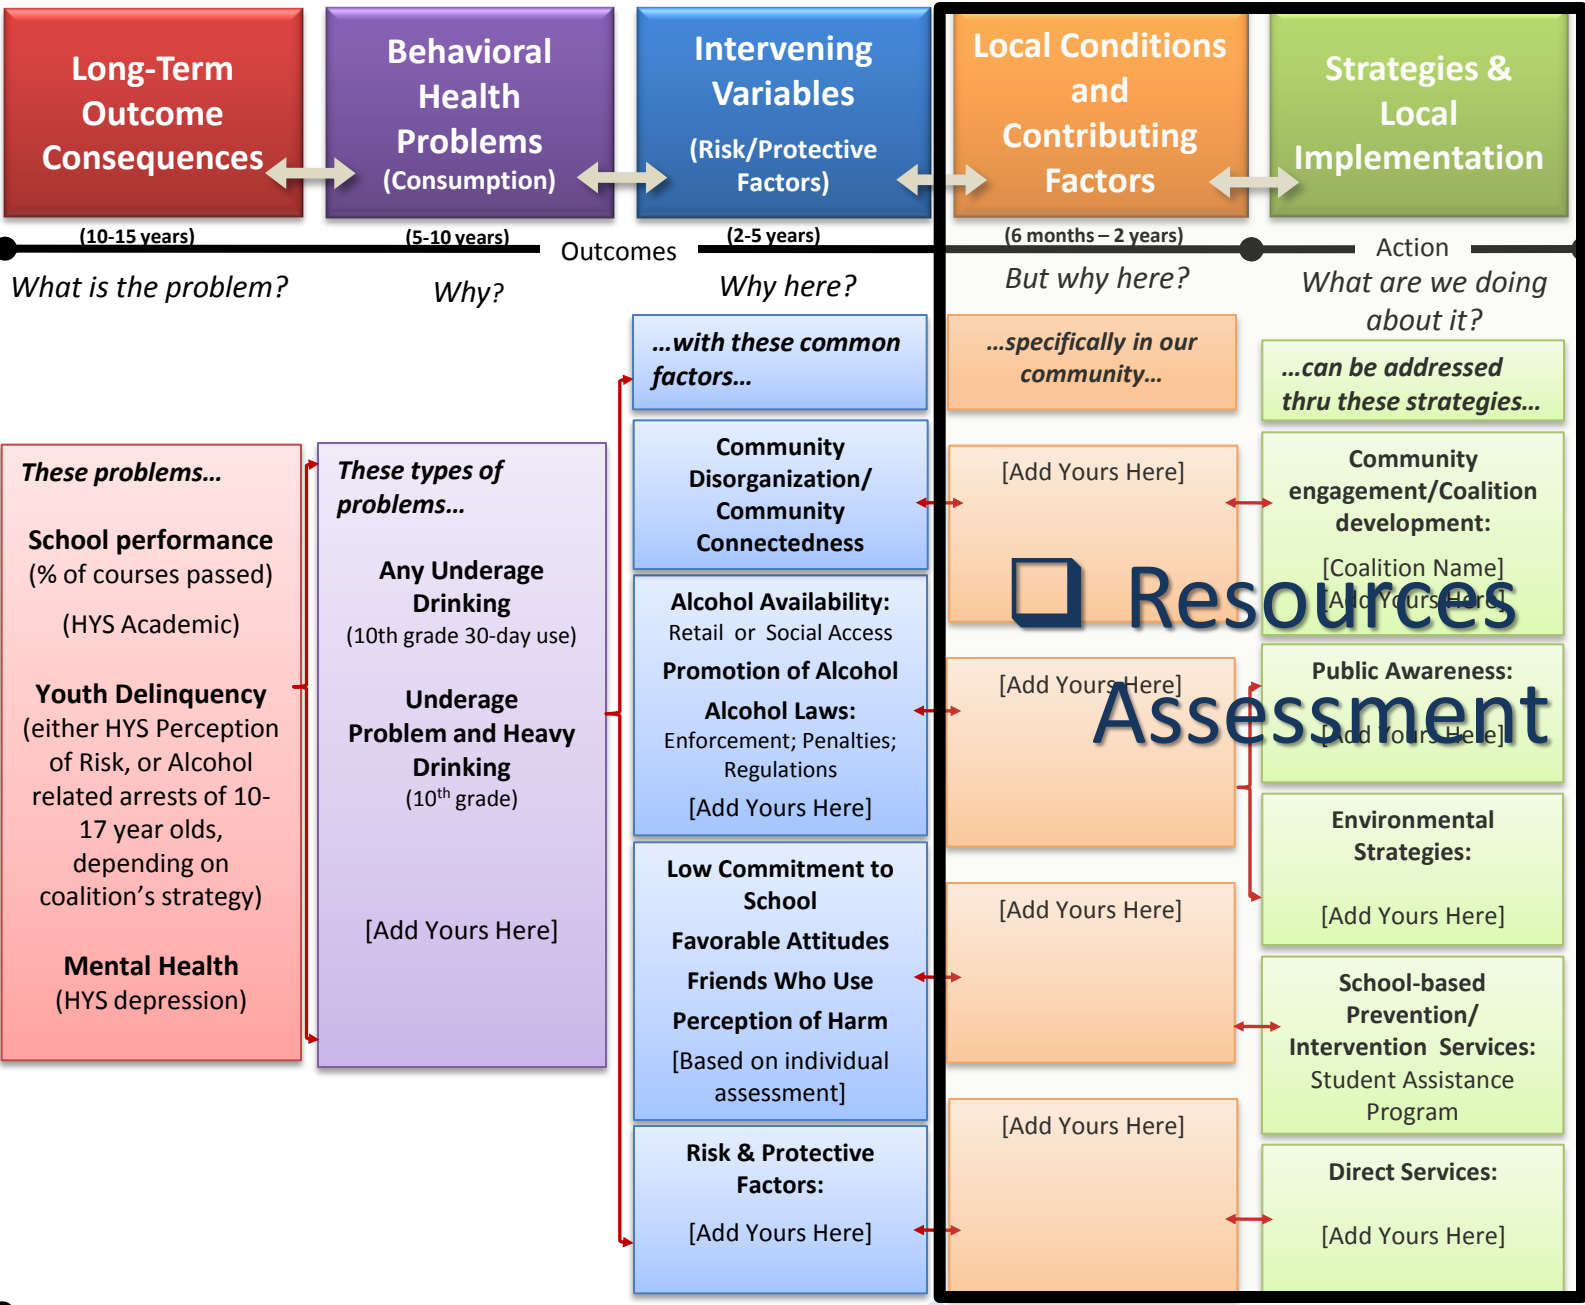 Long-Term
Outcome
Consequences
Behavioral
Health
Problems
(Consumption)
Intervening
Variables
(Risk/Protective
Factors)
Local Conditions
and
Contributing
Factors
Strategies &
Local
Implementation
(10-15 years)
(5-10 years)
Outcomes
(2-5 years)
(6 months – 2 years)
Action
What is the problem?
Why?
Why here?
But why here?
What are we doing
about it?
These problems…
School performance
(% of courses passed)
(HYS Academic)
Youth Delinquency
(either HYS Perception
of Risk, or Alcohol
related arrests of 10-
17 year olds,
depending on
coalition’s strategy)
Mental Health
(HYS depression)
These types of
problems…
Any Underage
Drinking
(10th grade 30-day use)
Underage
Problem and Heavy
Drinking
(10th grade)
[Add Yours Here]
…with these common
factors…
Community
Disorganization/
Community
Connectedness
Alcohol Availability:
Retail or Social Access
Promotion of Alcohol
Alcohol Laws:
Enforcement; Penalties;
Regulations
[Add Yours Here]
Low Commitment to
School
Favorable Attitudes
Friends Who Use
Perception of Harm
[Based on individual
assessment]
Risk & Protective
Factors:
[Add Yours Here]
…specifically in our
community…
[Add Yours Here]
[Add Yours Here]
[Add Yours Here]
[Add Yours Here]
…can be addressed
thru these strategies…
Community
engagement/Coalition
development:
[Coalition Name]
[Add Yours Here]
Public Awareness:
[Add Yours Here]
Environmental
Strategies:
[Add Yours Here]
School-based
Prevention/
Intervention Services:
Student Assistance
Program
Direct Services:
[Add Yours Here]
❑ Resources
Assessment